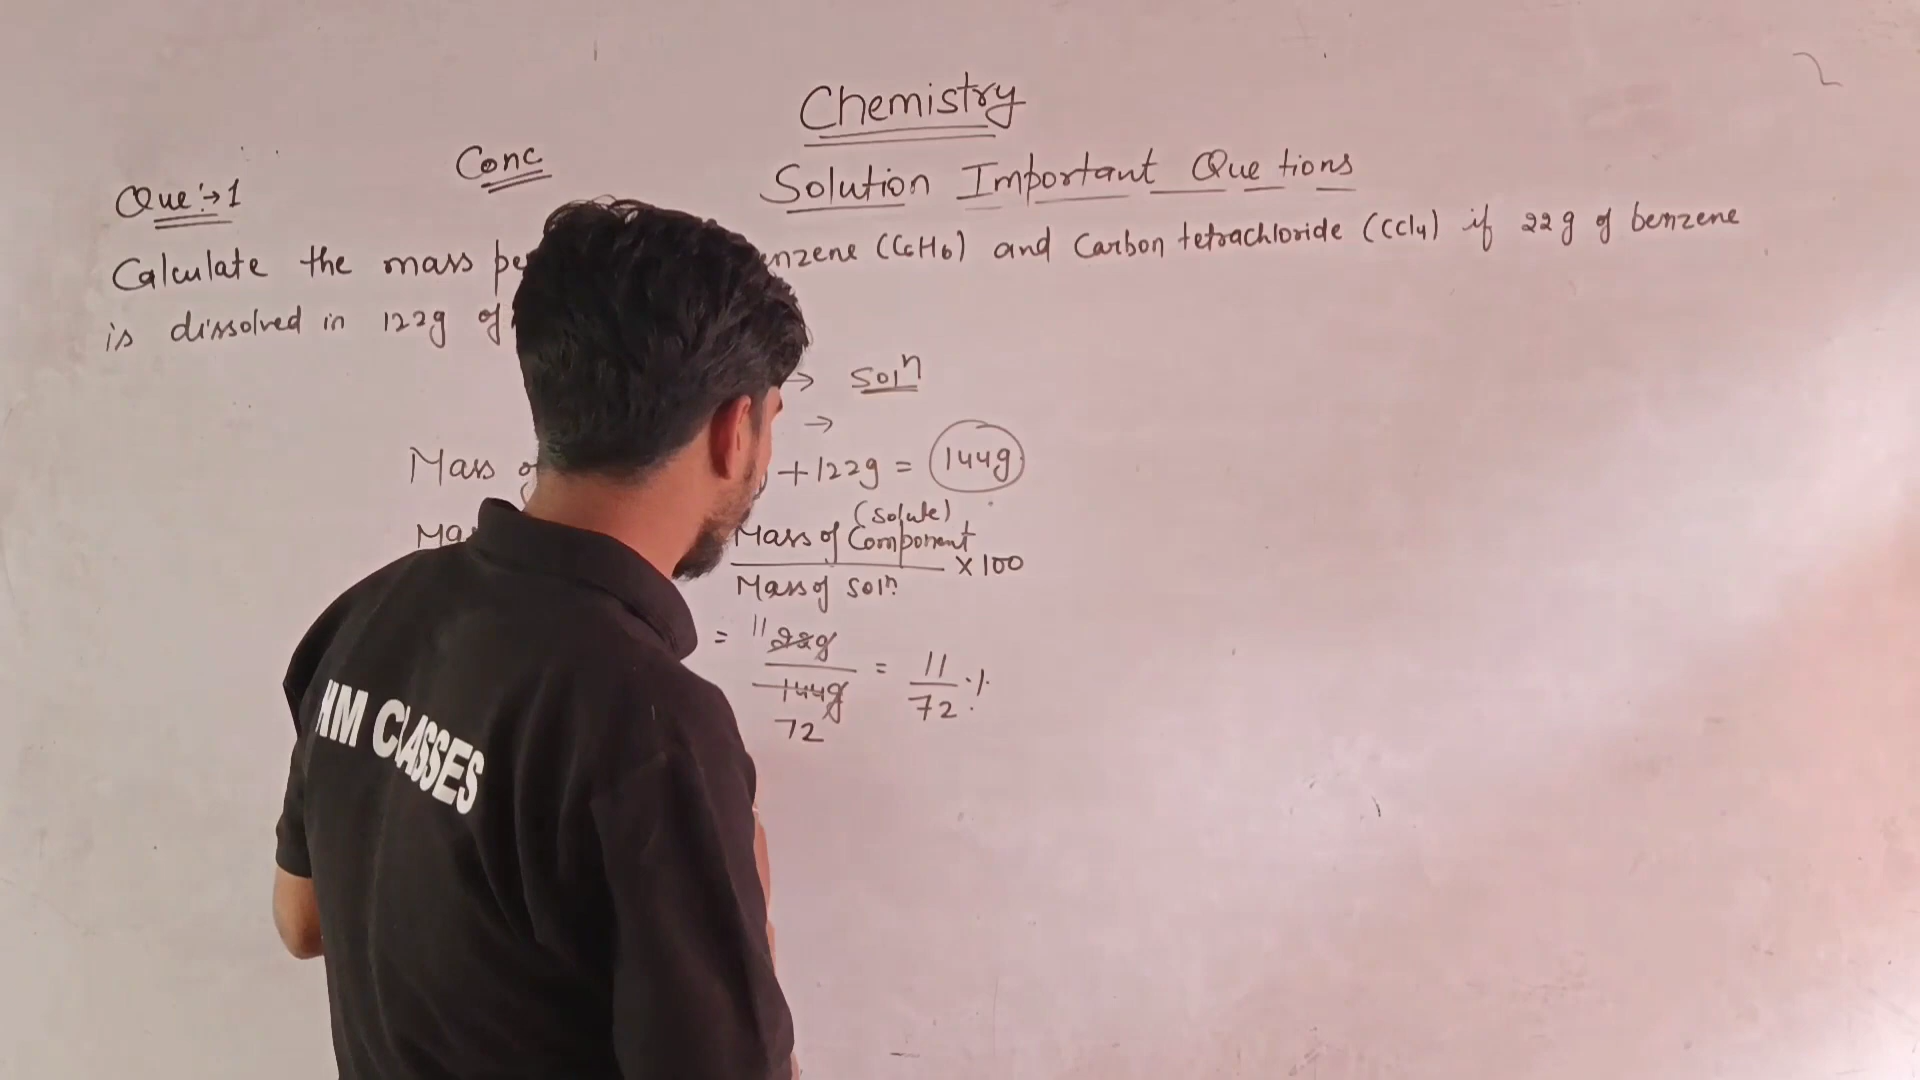 Chemistry
Conc
Solution Important Que tions
Que:→1
Calculate the mass pe nzene (C6H6) and Carbon tetrachloride (CCl4) if 22g of benzene
is dissolved in 122g of
→ Solⁿ
→
Mass of +122g = 144g
(Solute)
Mas Mass of Component
Mass of Solⁿ × 100
= 11 22g
144g
72
= 11
72 %
HM CLASSES